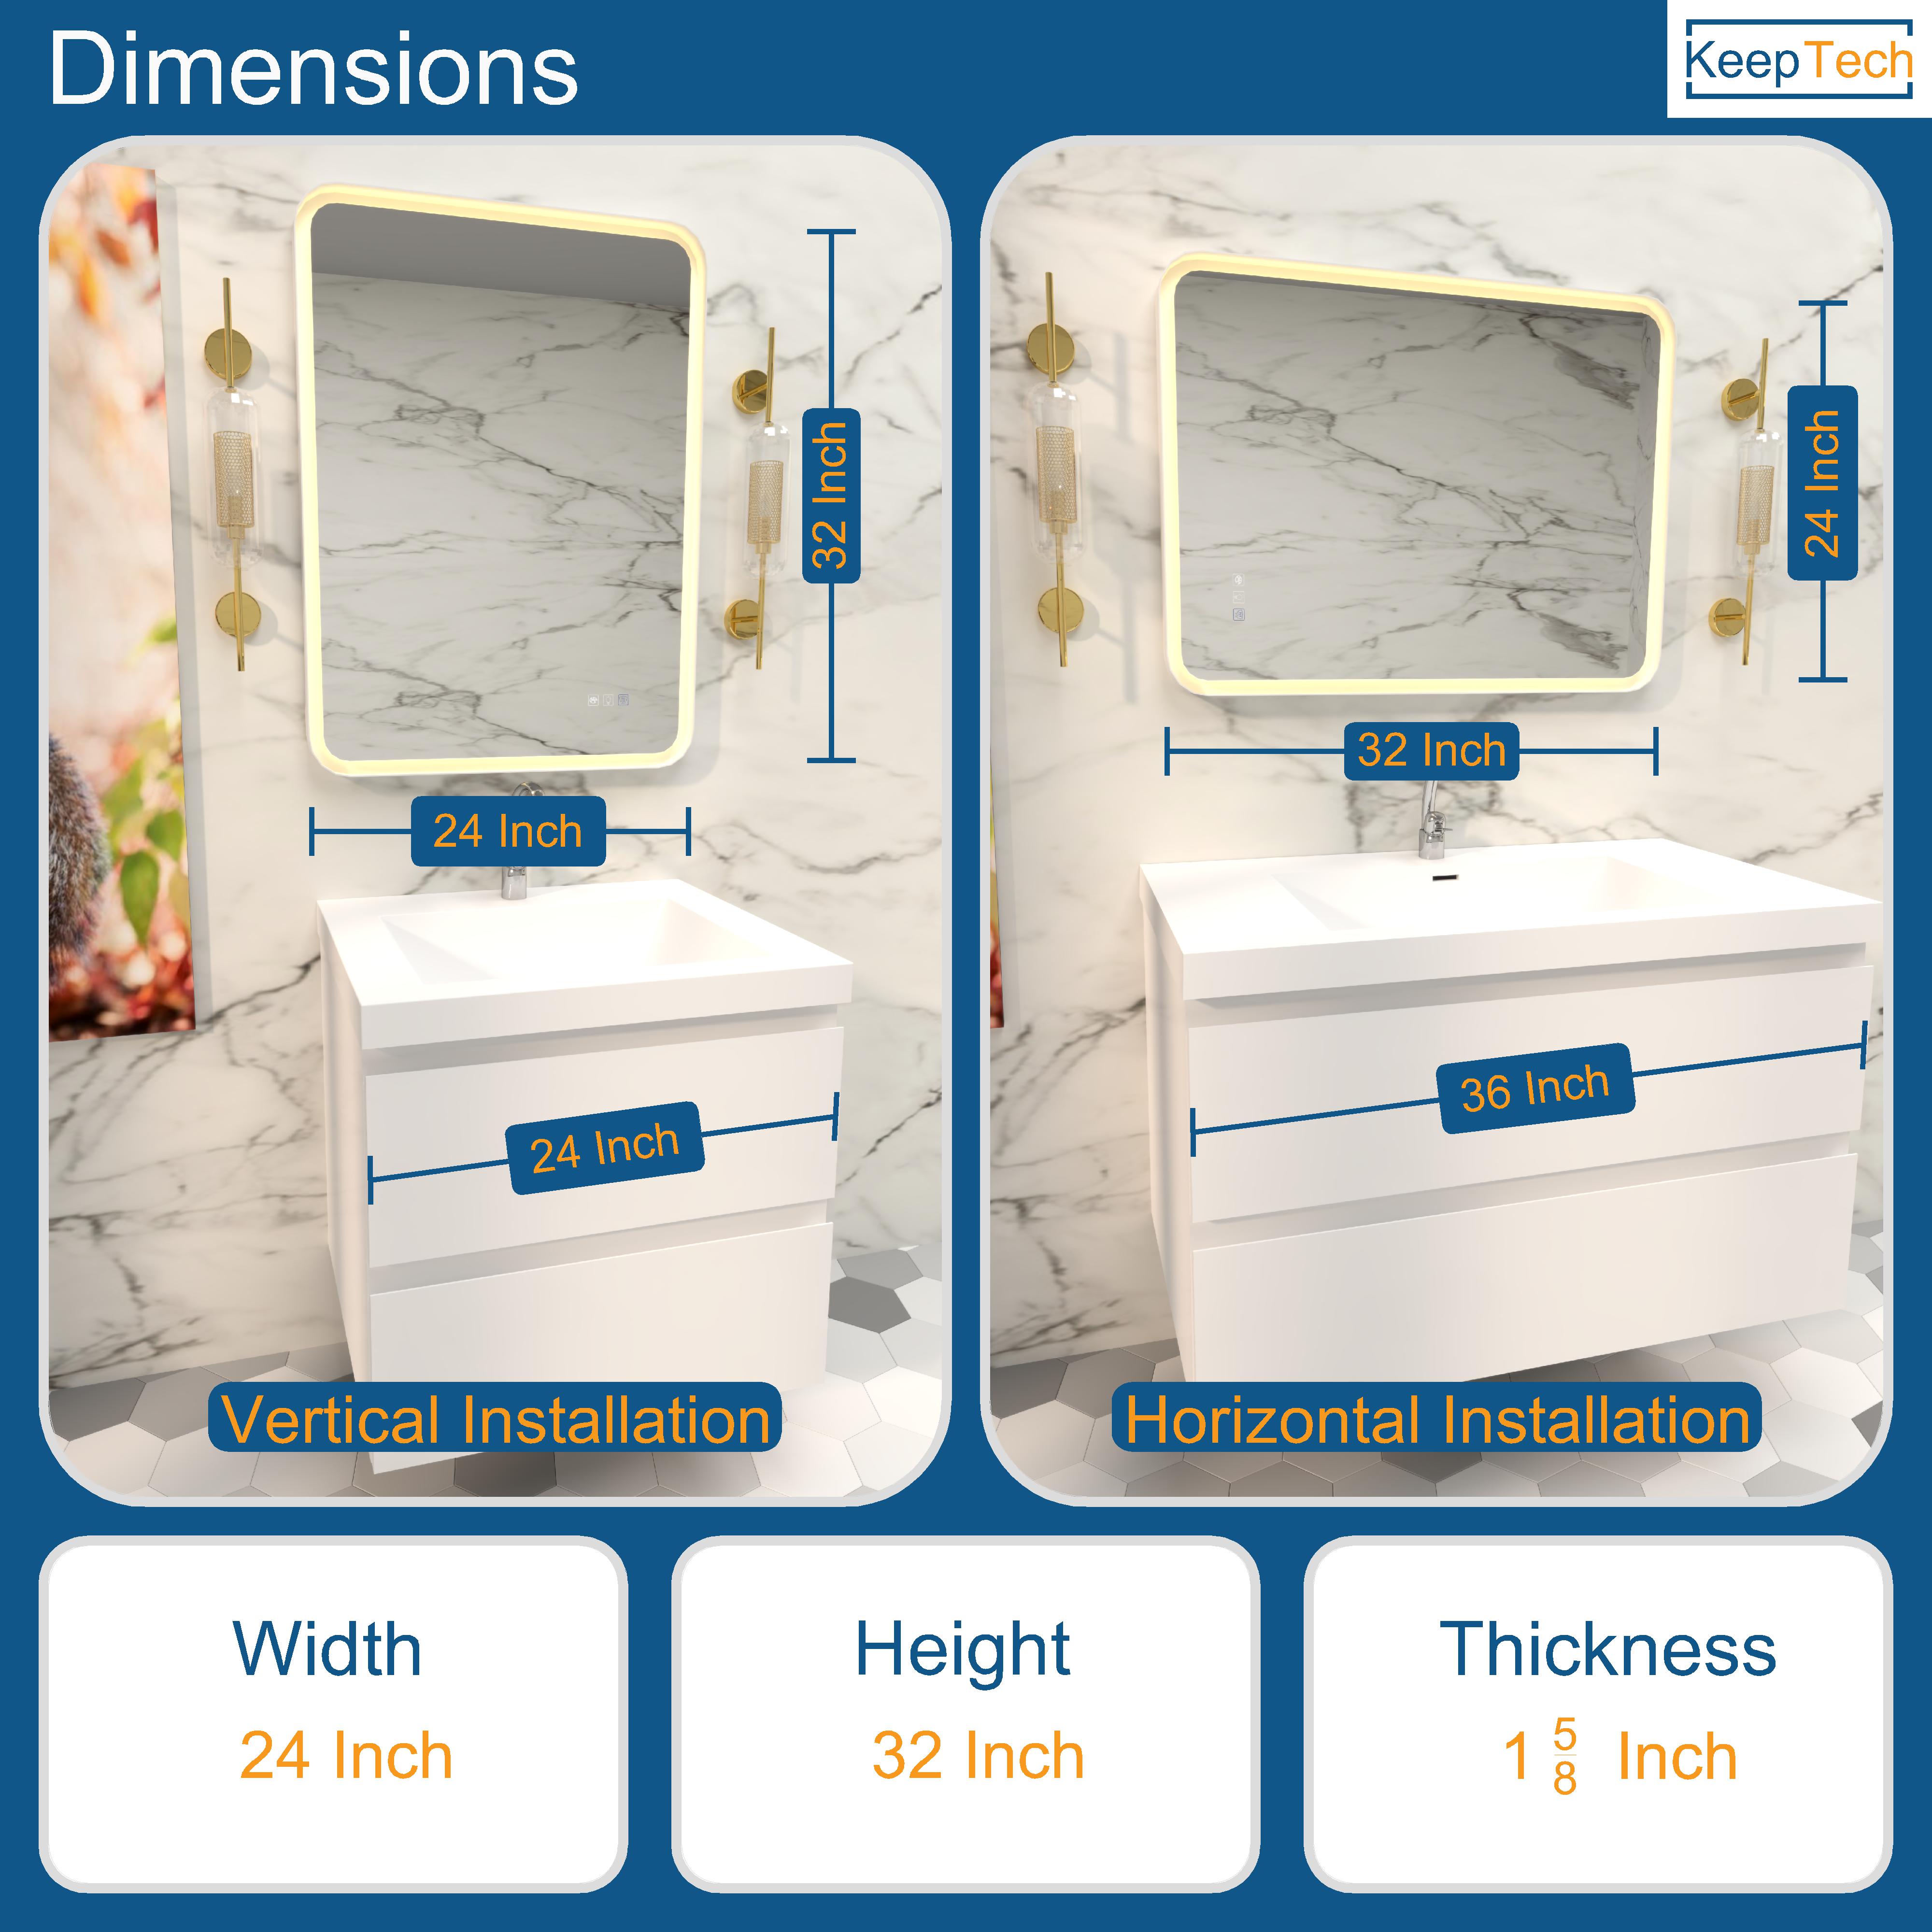 Dimensions
KeepTech
32 Inch
24 Inch
24 Inch
Vertical Installation
24 Inch
32 Inch
36 Inch
Horizontal Installation
Width
24 Inch
Height
32 Inch
Thickness
1 5/8 Inch